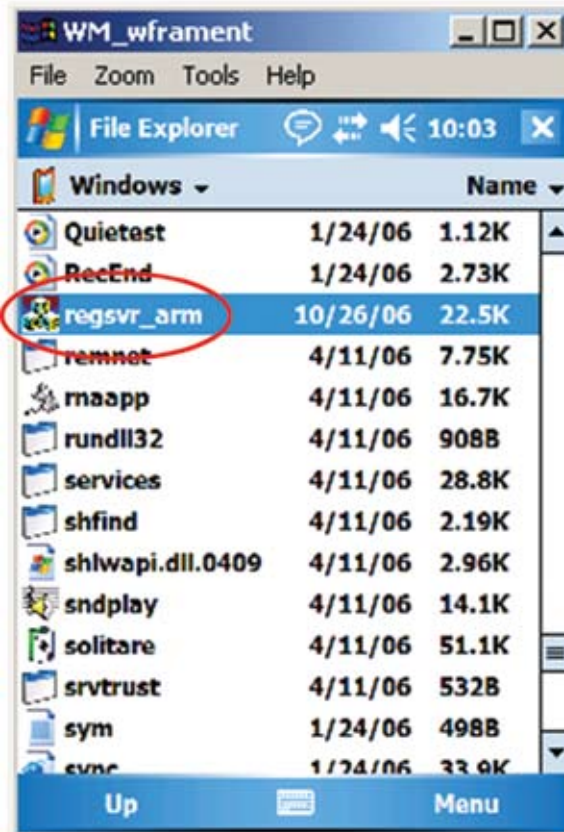 WM_wframent
File Zoom Tools Help
File Explorer 10:03
Windows Name
Quietest 1/24/06 1.12K
RecEnd 1/24/06 2.73K
regsvr_arm 10/26/06 22.5K
remnet 4/11/06 7.75K
rnaapp 4/11/06 16.7K
rundll32 4/11/06 908B
services 4/11/06 28.8K
shfind 4/11/06 2.19K
shlwapi.dll.0409 4/11/06 2.96K
sndplay 4/11/06 14.1K
solitare 4/11/06 51.1K
srvtrust 4/11/06 532B
sym 1/24/06 498B
sync 1/24/06 33.9K
Up Menu